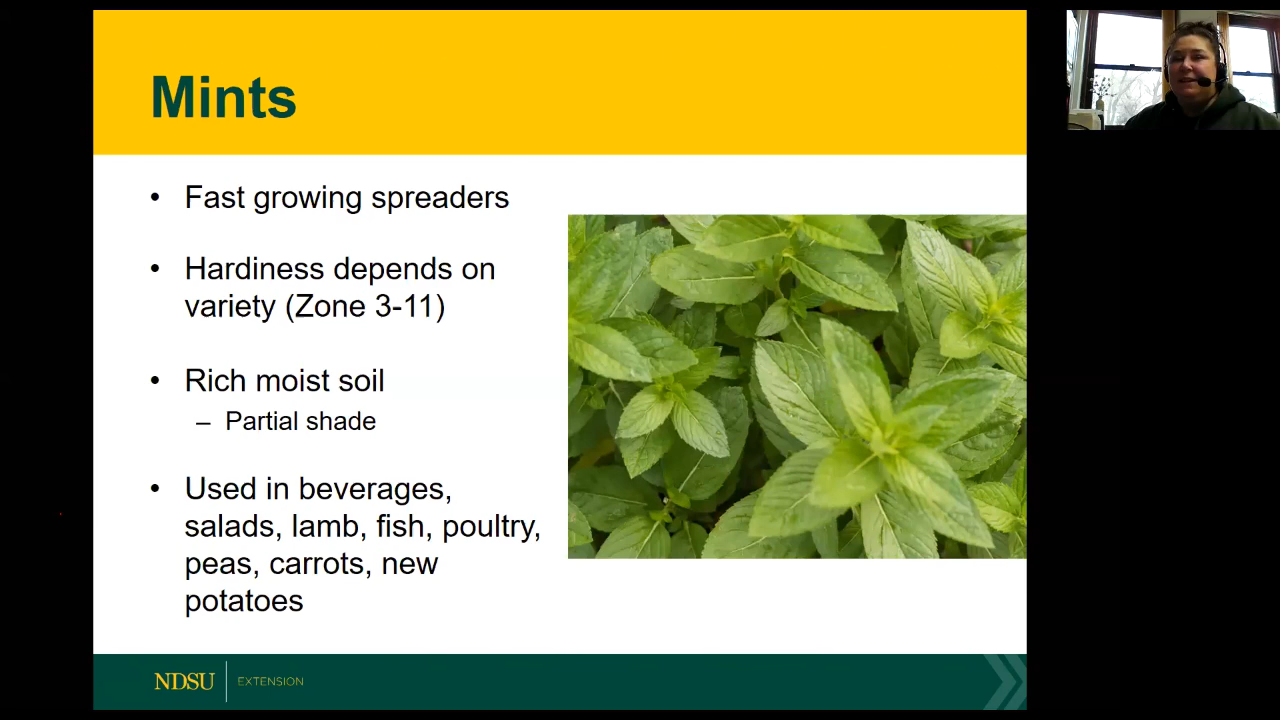 Mints
• Fast growing spreaders
• Hardiness depends on
variety (Zone 3-11)
• Rich moist soil
– Partial shade
• Used in beverages,
salads, lamb, fish, poultry,
peas, carrots, new
potatoes
NDSU EXTENSION